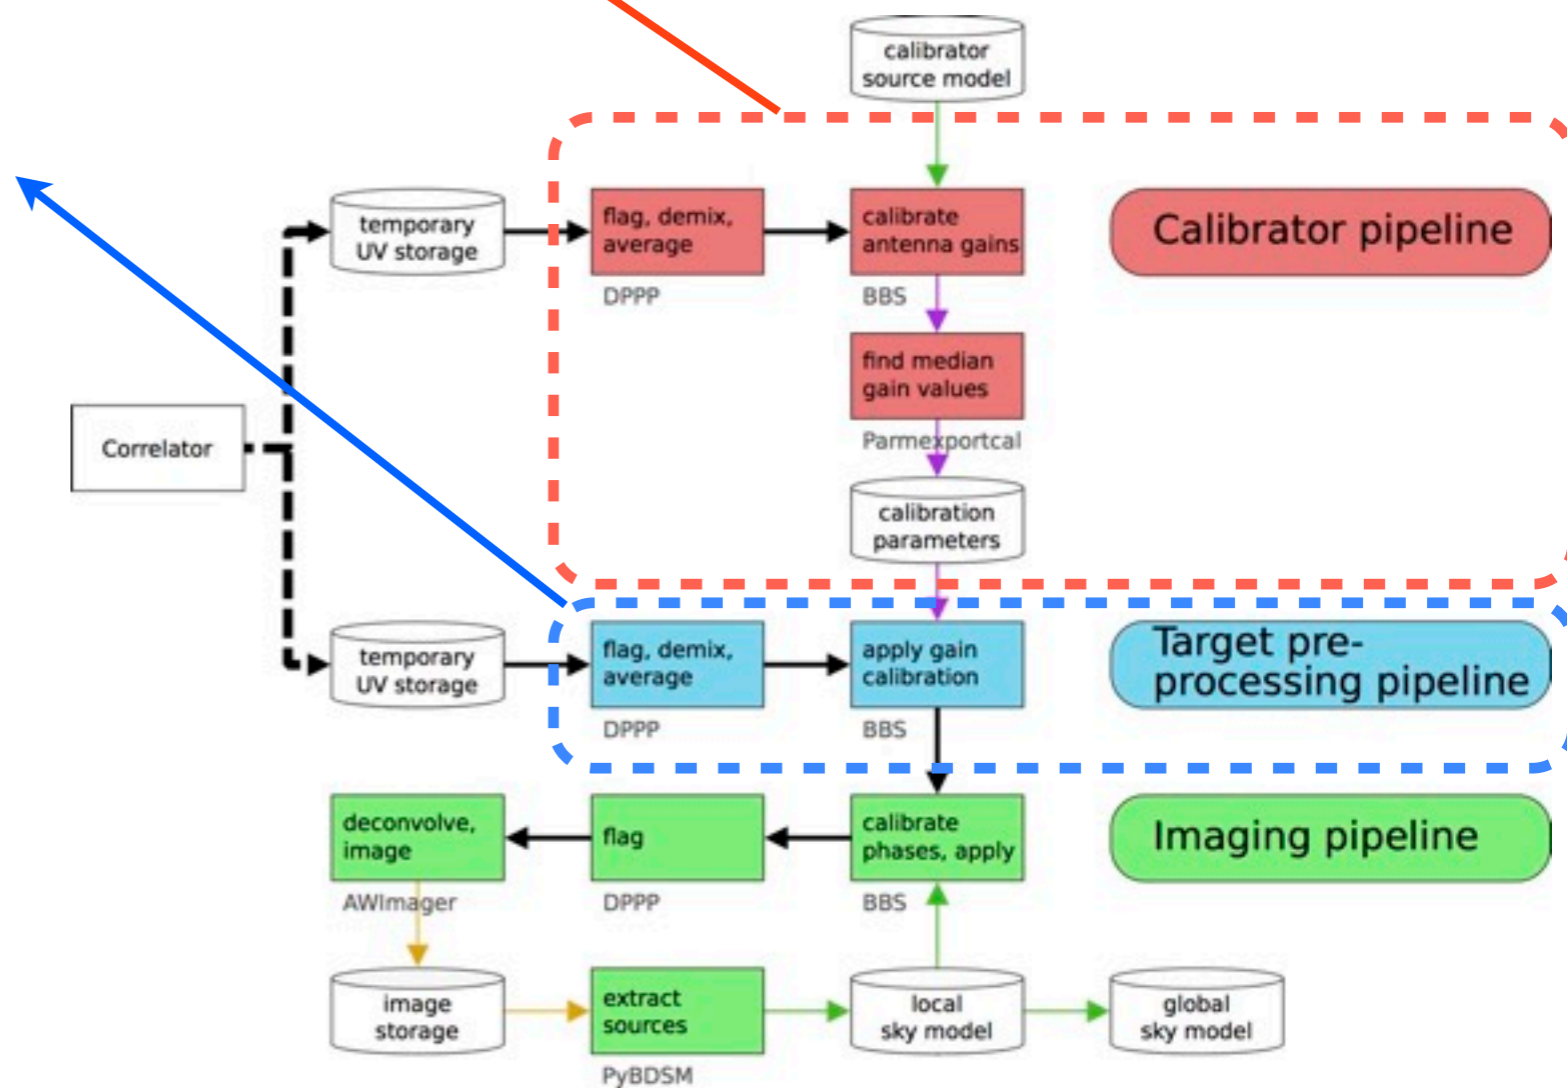 calibrator
source model
temporary
UV storage
flag, demix,
average
DPPP
calibrate
antenna gains
BBS
Calibrator pipeline
find median
gain values
Parmexportcal
Correlator
calibration
parameters
temporary
UV storage
flag, demix,
average
DPPP
apply gain
calibration
BBS
Target pre-
processing pipeline
deconvolve,
image
AWImager
flag
DPPP
calibrate
phases, apply
BBS
Imaging pipeline
image
storage
extract
sources
PyBDSM
local
sky model
global
sky model